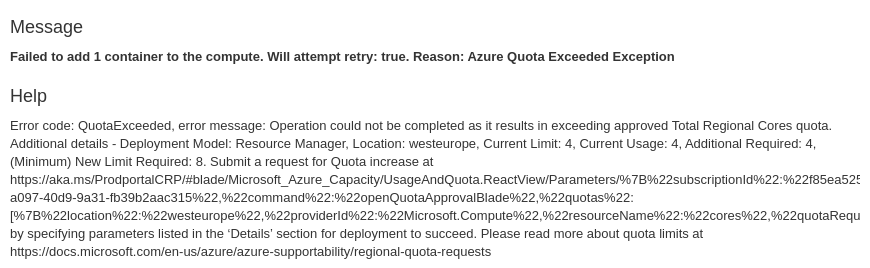 Message
Failed to add 1 container to the compute. Will attempt retry: true. Reason: Azure Quota Exceeded Exception
Help
Error code: QuotaExceeded, error message: Operation could not be completed as it results in exceeding approved Total Regional Cores quota.
Additional details - Deployment Model: Resource Manager, Location: westeurope, Current Limit: 4, Current Usage: 4, Additional Required: 4,
(Minimum) New Limit Required: 8. Submit a request for Quota increase at
https://aka.ms/ProdportalCRP/#blade/Microsoft_Azure_Capacity/UsageAndQuota.ReactView/Parameters/%7B%22subscriptionId%22:%22f85ea525
a097-40d9-9a31-fb39b2aac315%22,%22command%22:%22openQuotaApprovalBlade%22,%22quotas%22:
[%7B%22location%22:%22westeurope%22,%22providerId%22:%22Microsoft.Compute%22,%22resourceName%22:%22cores%22,%22quotaRequ
by specifying parameters listed in the ‘Details’ section for deployment to succeed. Please read more about quota limits at
https://docs.microsoft.com/en-us/azure/azure-supportability/regional-quota-requests